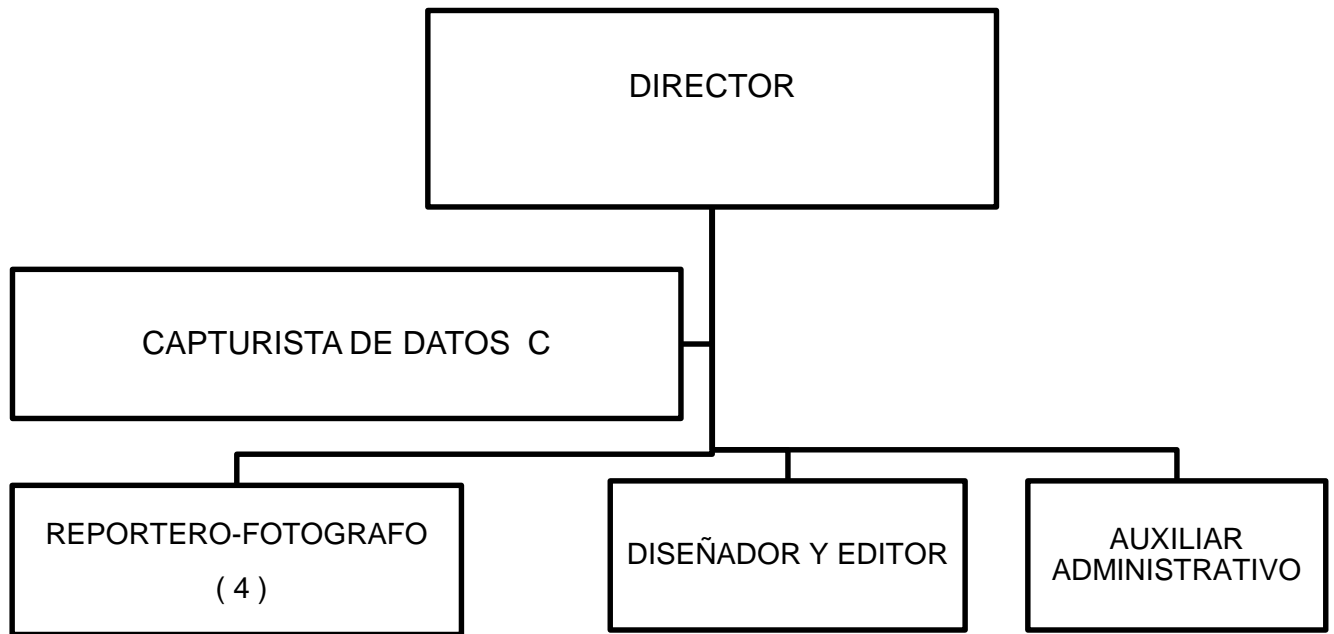 DIRECTOR
CAPTURISTA DE DATOS  C
REPORTERO-FOTOGRAFO
( 4 )
DISEÑADOR Y EDITOR
AUXILIAR
ADMINISTRATIVO